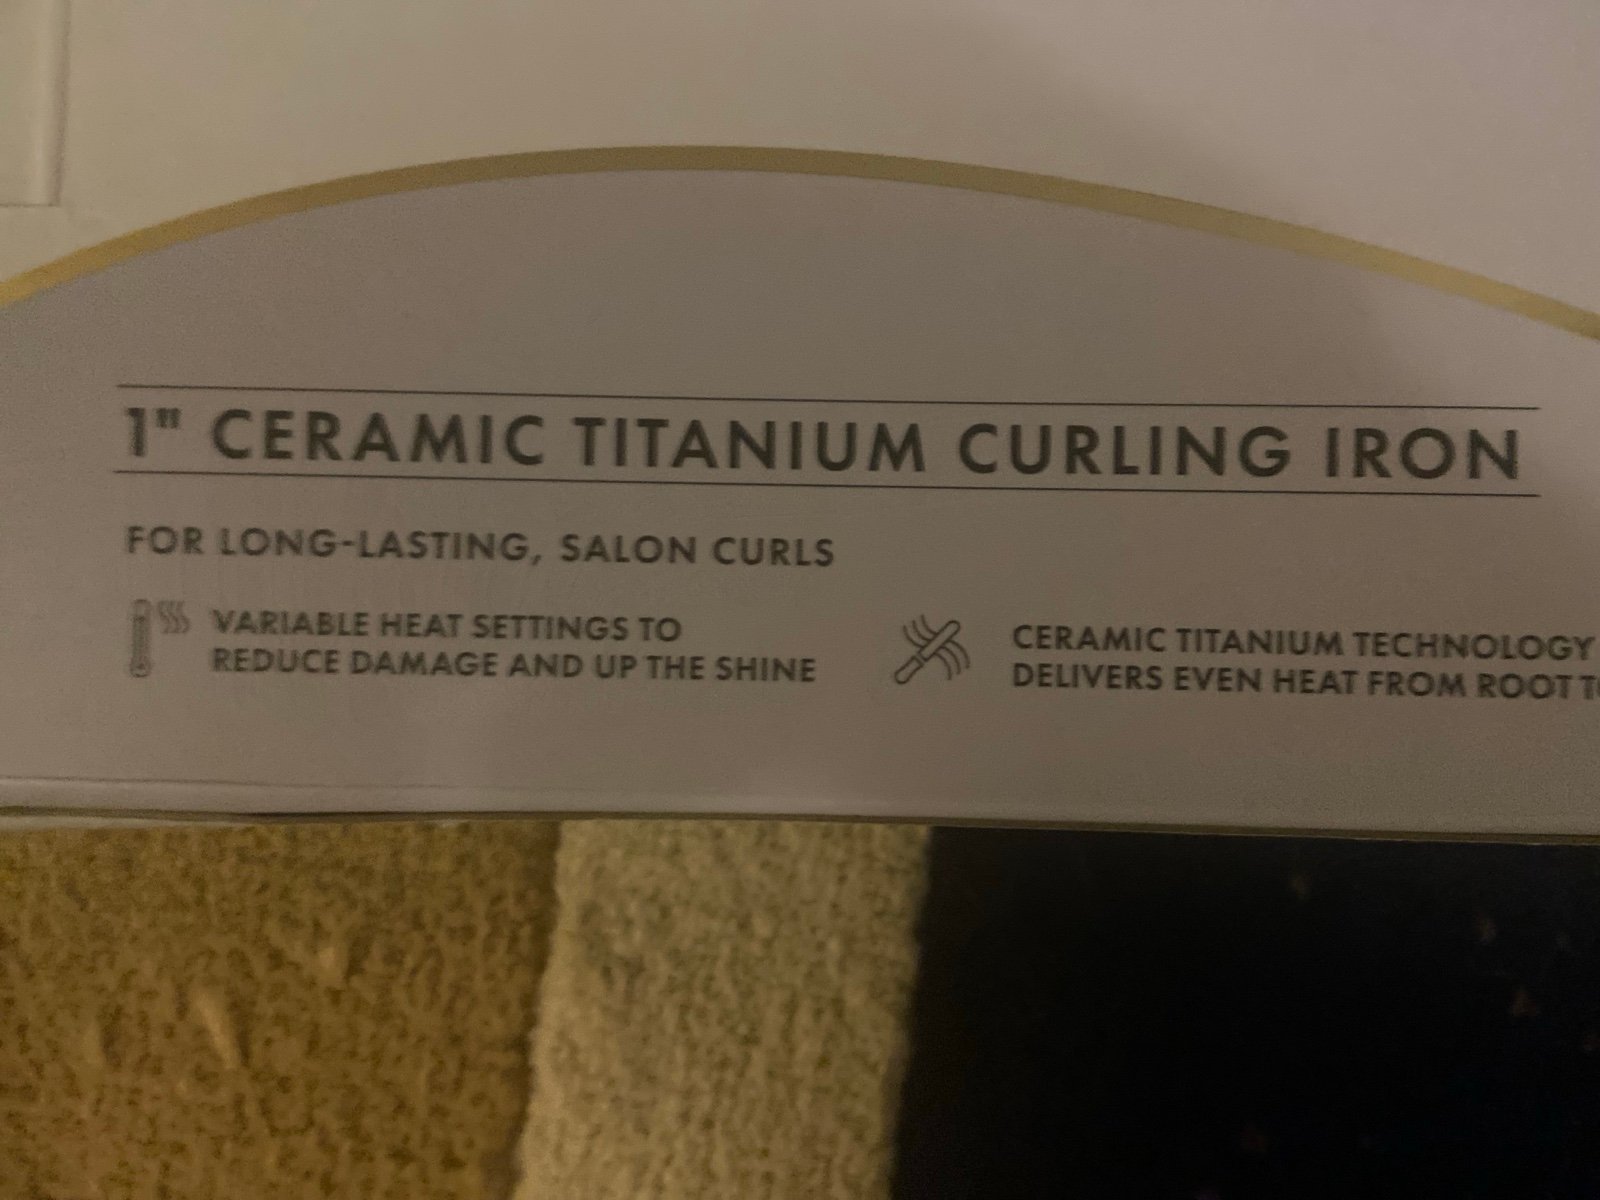 1" CERAMIC TITANIUM CURLING IRON
FOR LONG-LASTING, SALON CURLS
VARIABLE HEAT SETTINGS TO
REDUCE DAMAGE AND UP THE SHINE
CERAMIC TITANIUM TECHNOLOGY
DELIVERS EVEN HEAT FROM ROOT